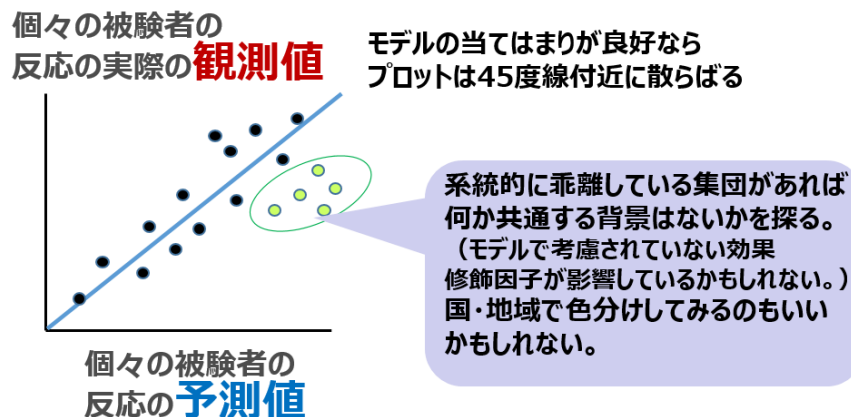 個々の被験者の
反応の実際の観測値
モデルの当てはまりが良好なら
プロットは45度線付近に散らばる
系統的に乖離している集団があれば
何か共通する背景はないかを探る。
（モデルで考慮されていない効果
修飾因子が影響しているかもしれない。）
国・地域で色分けしてみるのもいい
かもしれない。
個々の被験者の
反応の予測値